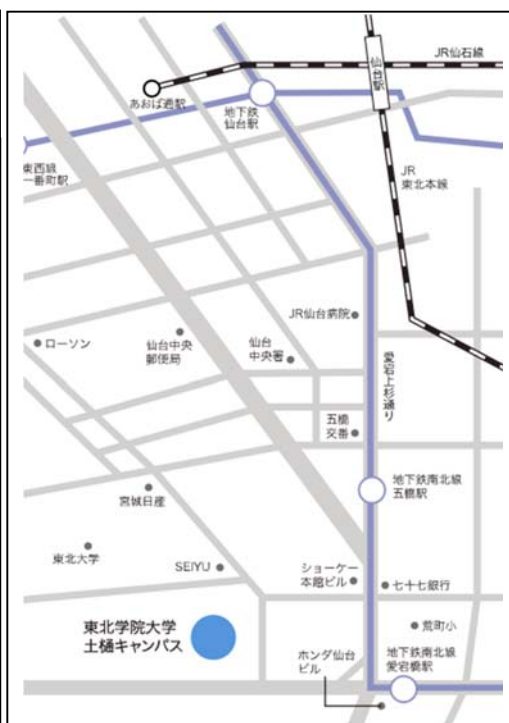 JR仙石線
仙台駅
あおば通駅
地下鉄
仙台駅
東西線
一番町駅
JR
東北本線
JR仙台病院
ローソン
仙台中央
郵便局
仙台
中央署
愛宕上杉通り
五橋
交番
地下鉄南北線
五橋駅
宮城日産
東北大学
SEIYU
ショーケー
本館ビル
七十七銀行
荒町小
東北学院大学
土樋キャンパス
ホンダ仙台
ビル
地下鉄南北線
愛宕橋駅